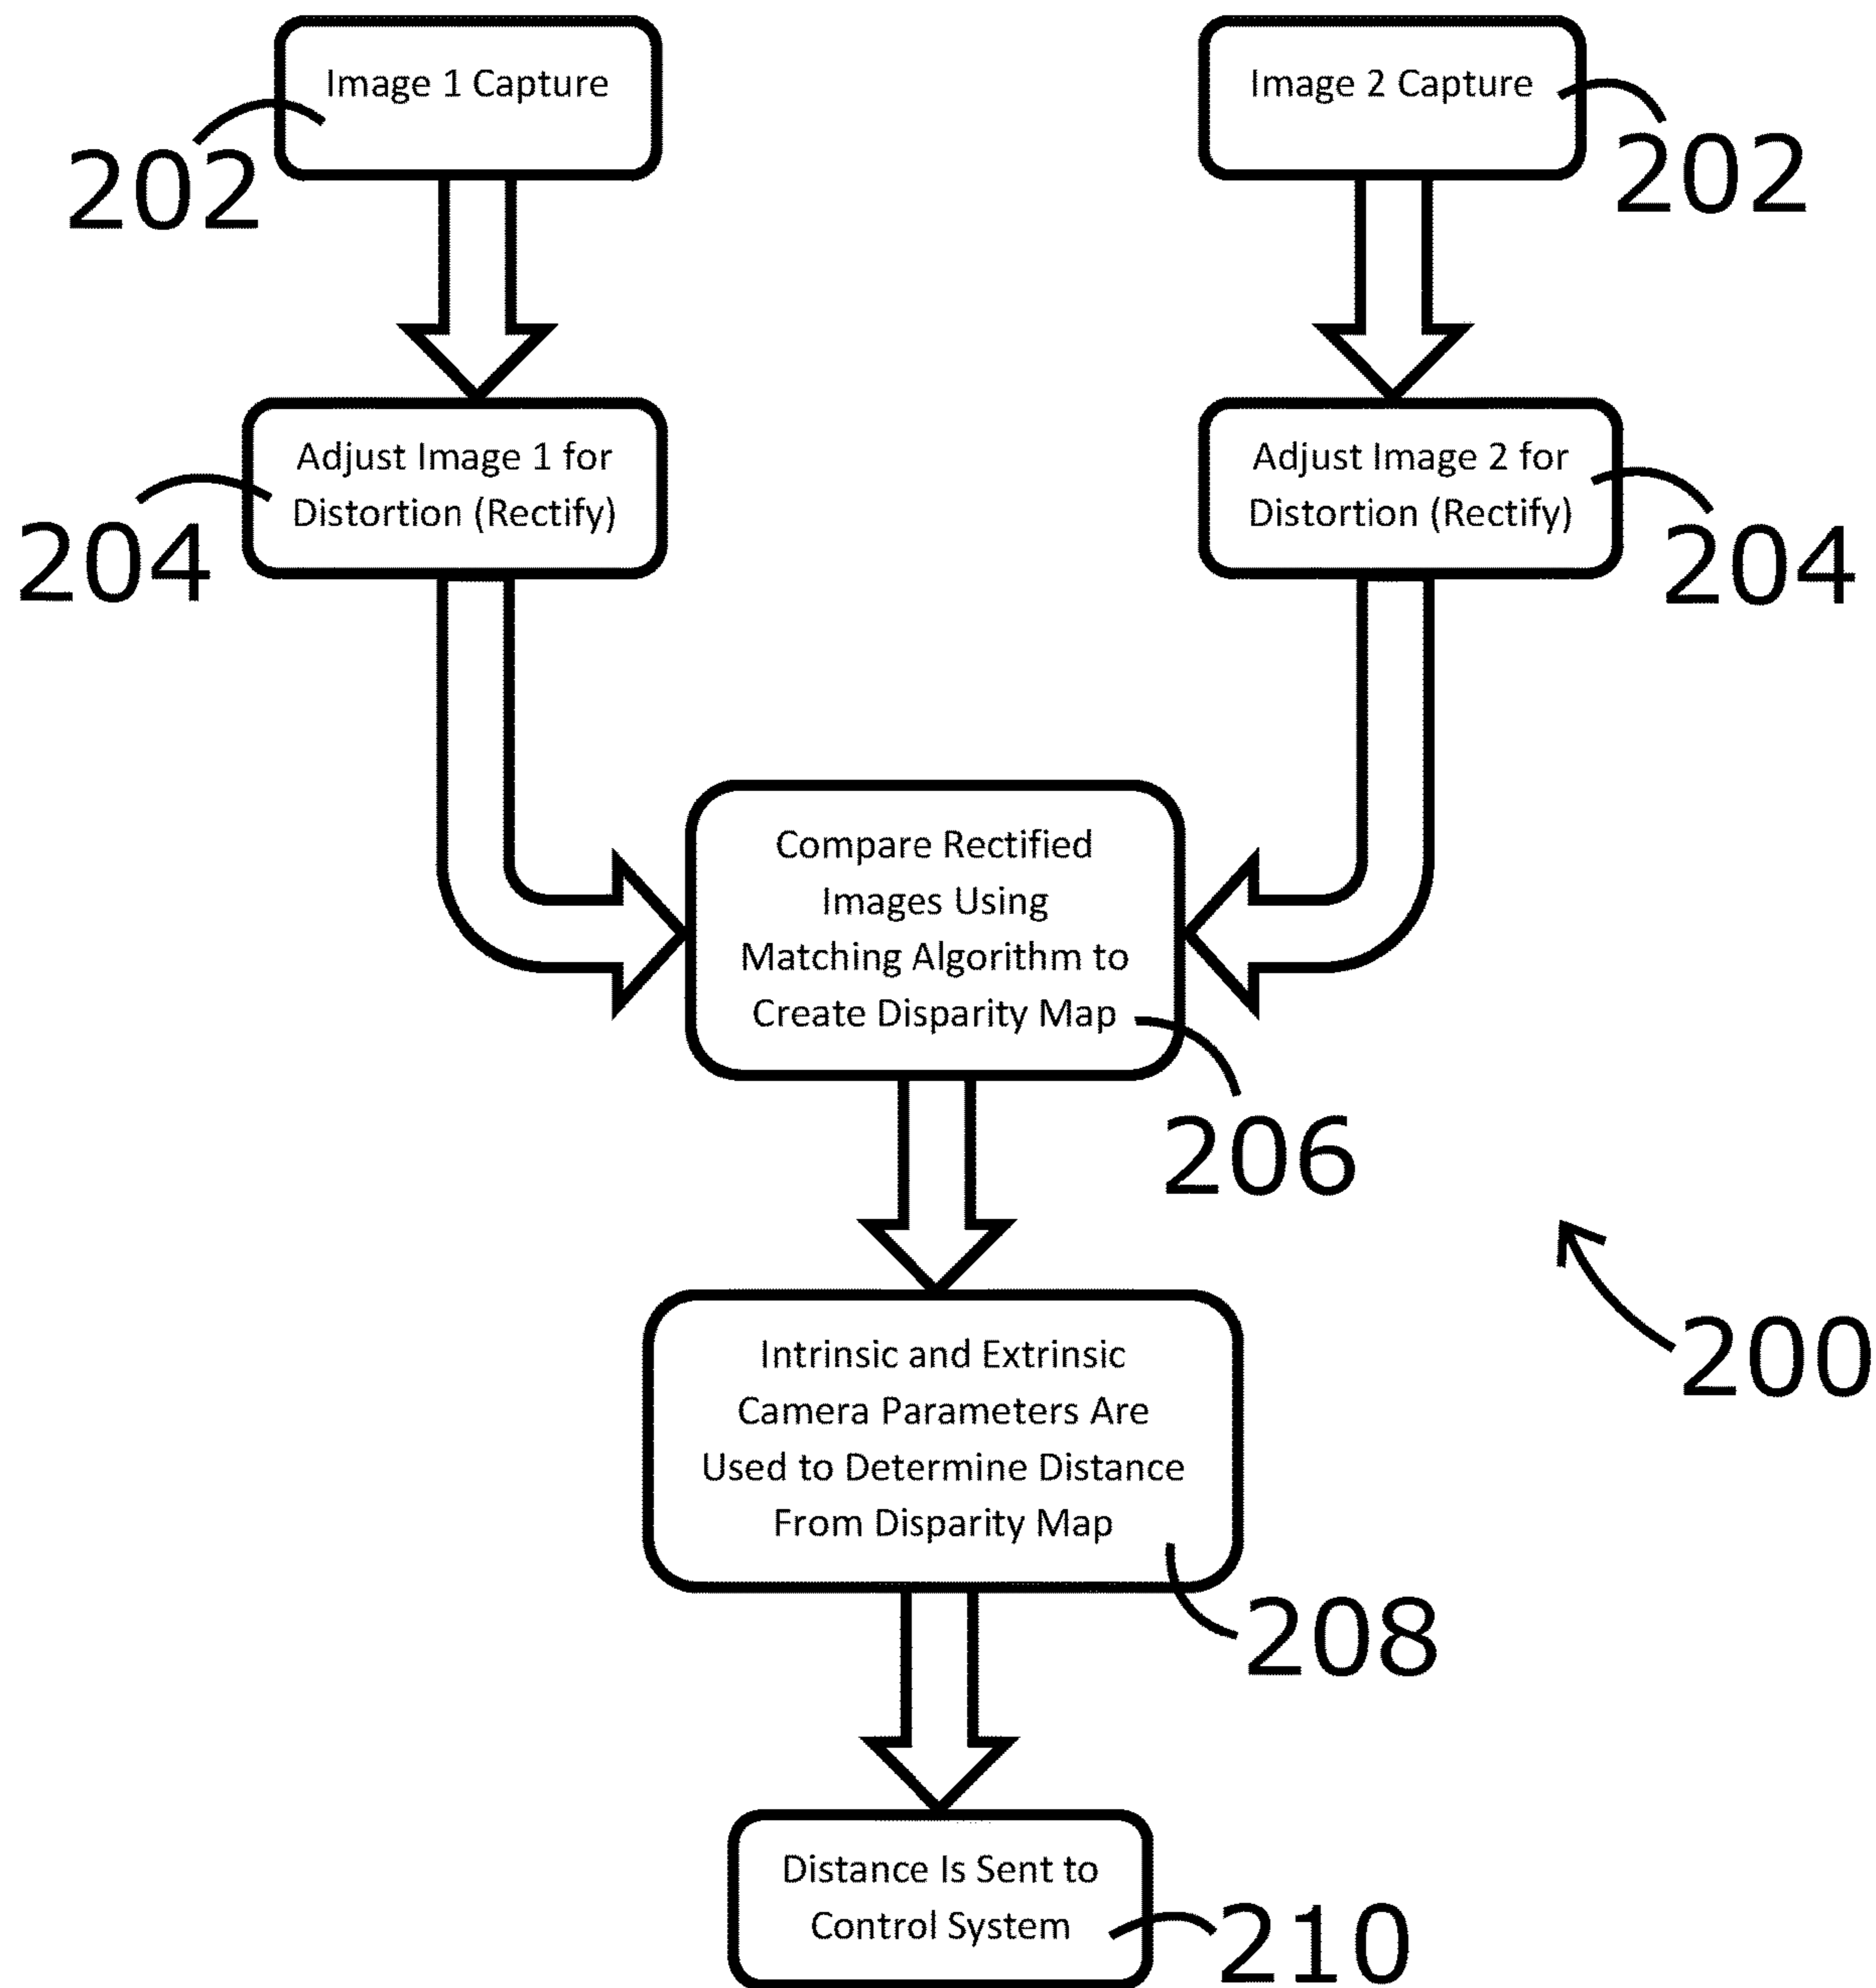 Image 1 Capture
202
Image 2 Capture
202
Adjust Image 1 for
Distortion (Rectify)
204
Adjust Image 2 for
Distortion (Rectify)
204
Compare Rectified
Images Using
Matching Algorithm to
Create Disparity Map
206
200
Intrinsic and Extrinsic
Camera Parameters Are
Used to Determine Distance
From Disparity Map
208
Distance Is Sent to
Control System
210